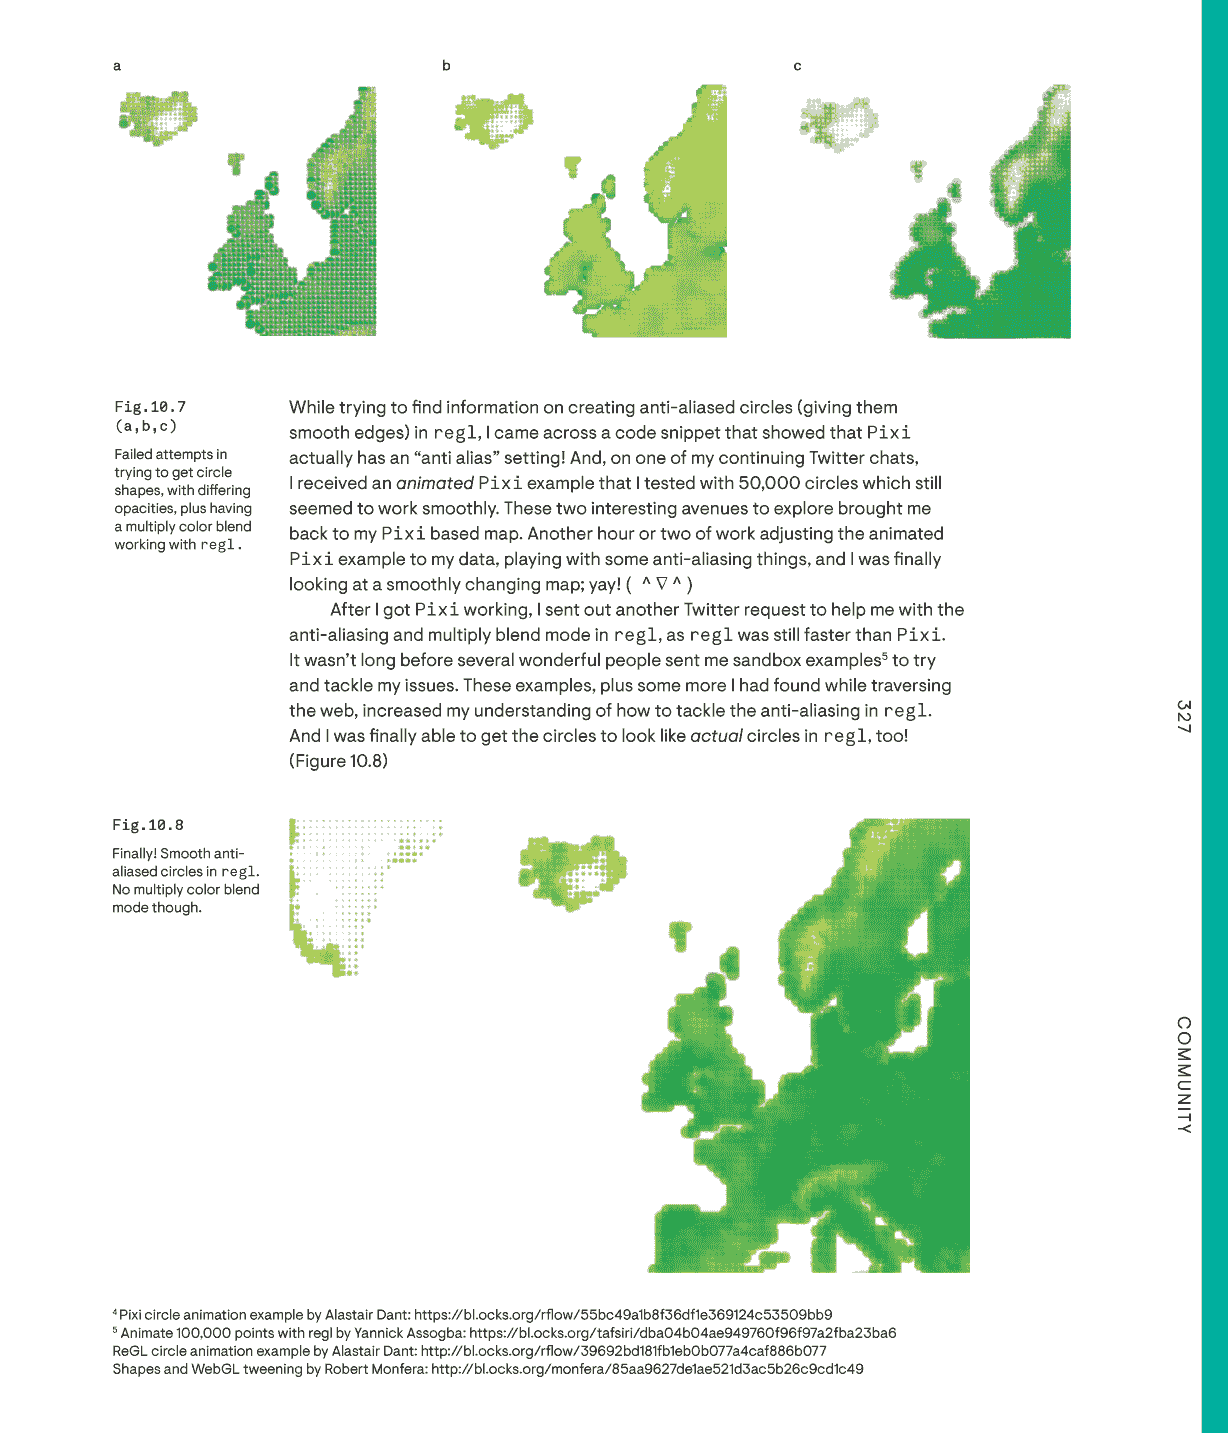 a
b
c
Fig.10.7
(a,b,c)
Failed attempts in
trying to get circle
shapes, with differing
opacities, plus having
a multiply color blend
working with regl.
While trying to find information on creating anti-aliased circles (giving them
smooth edges) in regl, I came across a code snippet that showed that Pixi
actually has an “anti alias” setting! And, on one of my continuing Twitter chats,
I received an animated Pixi example that I tested with 50,000 circles which still
seemed to work smoothly. These two interesting avenues to explore brought me
back to my Pixi based map. Another hour or two of work adjusting the animated
Pixi example to my data, playing with some anti-aliasing things, and I was finally
looking at a smoothly changing map; yay! ( ^ ∇ ^ )
After I got Pixi working, I sent out another Twitter request to help me with the
anti-aliasing and multiply blend mode in regl, as regl was still faster than Pixi.
It wasn’t long before several wonderful people sent me sandbox examples⁵ to try
and tackle my issues. These examples, plus some more I had found while traversing
the web, increased my understanding of how to tackle the anti-aliasing in regl.
And I was finally able to get the circles to look like actual circles in regl, too!
(Figure 10.8)
Fig.10.8
Finally! Smooth anti-
aliased circles in regl.
No multiply color blend
mode though.
⁴ Pixi circle animation example by Alastair Dant: https://bl.ocks.org/rflow/55bc49a1b8f36df1e369124c53509bb9
⁵ Animate 100,000 points with regl by Yannick Assogba: https://bl.ocks.org/tafsiri/dba04b04ae949760f96f97a2fba23ba6
ReGL circle animation example by Alastair Dant: http://bl.ocks.org/rflow/39692bd181fb1eb0b077a4caf886b077
Shapes and WebGL tweening by Robert Monfera: http://bl.ocks.org/monfera/85aa9627de1ae521d3ac5b26c9cd1c49
327
COMMUNITY